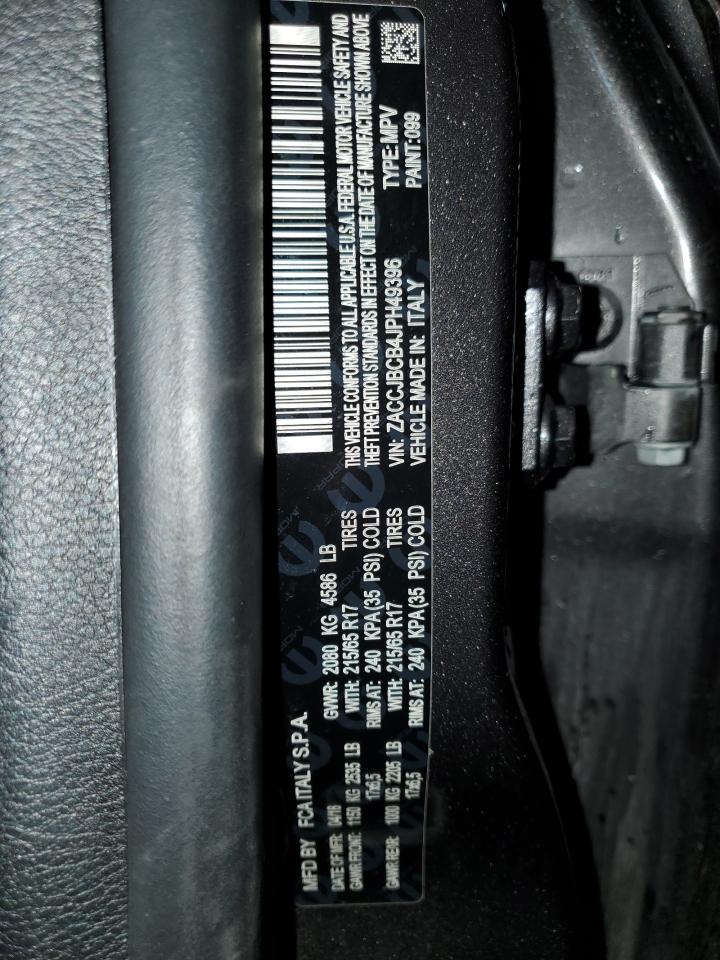 MFD BY FCA ITALY S.P.A.
DATE OF MFR: 04/18 GVWR: 2080 KG 4586 LB
GAWR FRONT: 1150 KG 2535 LB WITH: 215/65 R17 TIRES
17x6,5 RIMS AT: 240 KPA(35 PSI) COLD
GAWR REAR: 1000 KG 2205 LB WITH: 215/65 R17 TIRES
17x6,5 RIMS AT: 240 KPA(35 PSI) COLD
THIS VEHICLE CONFORMS TO ALL APPLICABLE U.S.A. FEDERAL MOTOR VEHICLE SAFETY AND
THEFT PREVENTION STANDARDS IN EFFECT ON THE DATE OF MANUFACTURE SHOWN ABOVE
VIN: ZACCJBCB4JPH49396 TYPE: MPV
VEHICLE MADE IN: ITALY PAINT: 099